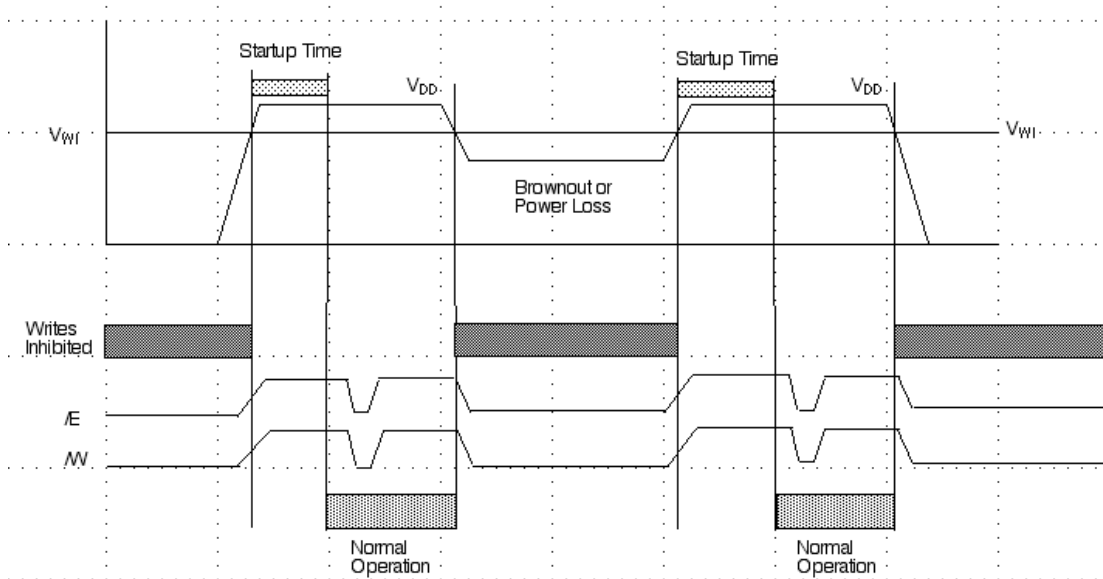 Startup Time
Startup Time
VDD
VDD
VWI
VWI
Brownout or
Power Loss
Writes
Inhibited
/E
/W
Normal
Operation
Normal
Operation